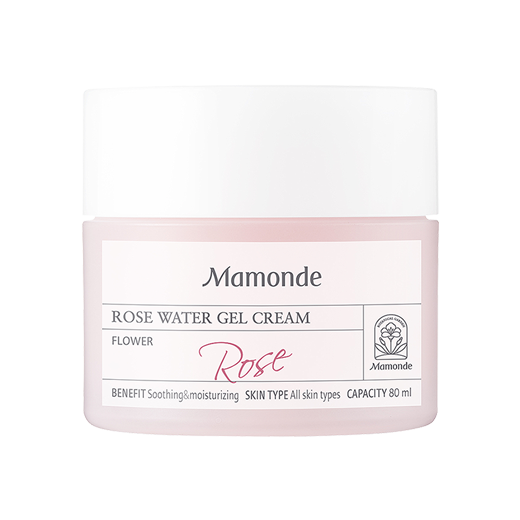 Mamonde
ROSE WATER GEL CREAM
FLOWER
Rose
Mamonde
BENEFIT Soothing&moisturizing SKIN TYPE All skin types CAPACITY 80 ml